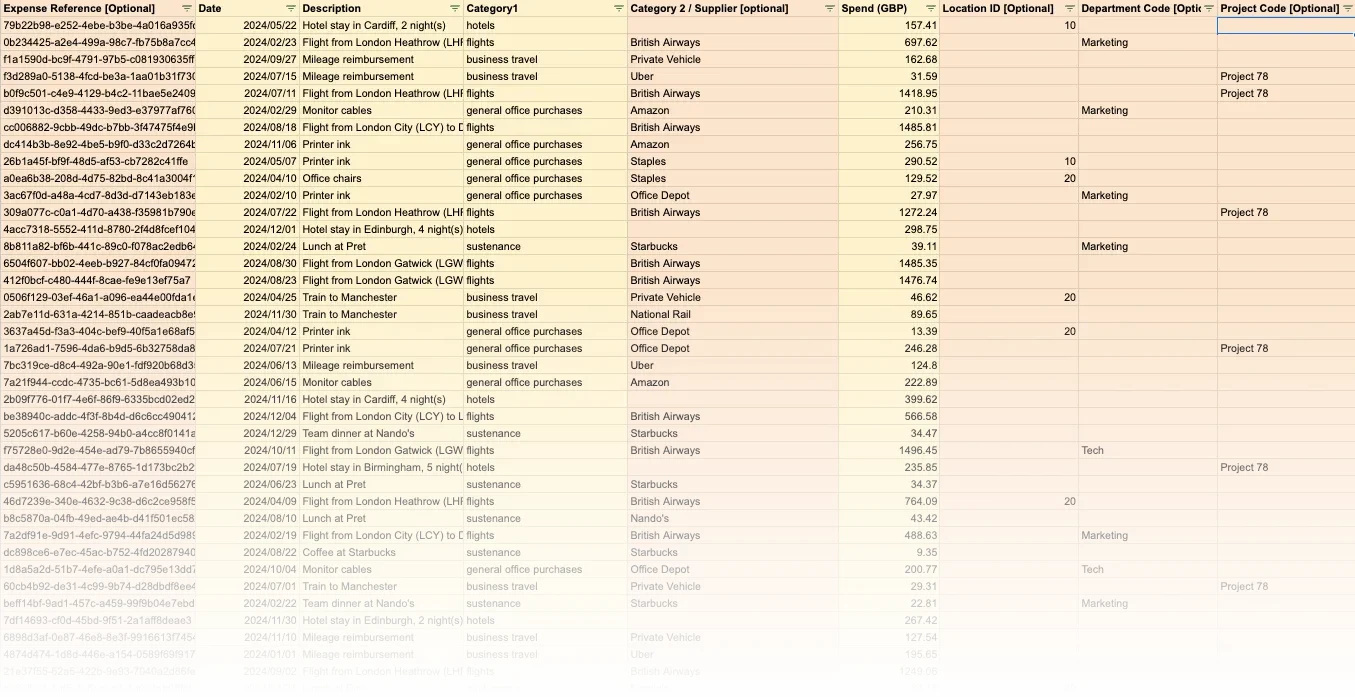 Expense Reference [Optional] Date Description Category1 Category 2 / Supplier [optional] Spend (GBP) Location ID [Optional] Department Code [Optic Project Code [Optional]
79b22b98-e252-4ebe-b3be-4a016a935fc 2024/05/22 Hotel stay in Cardiff, 2 night(s) hotels 157.41 10
0b234425-a2e4-499a-98c7-fb75b8a7cc4 2024/02/23 Flight from London Heathrow (LHR flights British Airways 697.62 Marketing
f1a1590d-bc9f-4791-97b5-c081930635ff 2024/09/27 Mileage reimbursement business travel Private Vehicle 162.68
f3d289a0-5138-4fcd-be3a-1aa01b31f730 2024/07/15 Mileage reimbursement business travel Uber 31.59 Project 78
b0f9c501-c4e9-4129-b4c2-11bae5e2409 2024/07/11 Flight from London Heathrow (LHR flights British Airways 1418.95 Project 78
d391013c-d358-4433-9ed3-e37977af760 2024/02/29 Monitor cables general office purchases Amazon 210.31 Marketing
cc006882-9cbb-49dc-b7bb-3f47475f4e9 2024/08/18 Flight from London City (LCY) to D flights British Airways 1485.81
dc414b3b-8e92-4be5-b9f0-d33c2d7264b 2024/11/06 Printer ink general office purchases Amazon 256.75
26b1a45f-bf9f-48d5-af53-cb7282c41ffe 2024/05/07 Printer ink general office purchases Staples 290.52 10
a0ea6b38-208d-4d75-82bd-8c41a3004f 2024/04/10 Office chairs general office purchases Staples 129.52 20
3ac67f0d-a48a-4cd7-8d3d-d7143eb183e 2024/02/10 Printer ink general office purchases Office Depot 27.97 Marketing
309a077c-c0a1-4d70-a438-f35981b790e 2024/07/22 Flight from London Heathrow (LHR flights British Airways 1272.24 Project 78
4acc7318-5552-411d-8780-2f4d8fcef104 2024/12/01 Hotel stay in Edinburgh, 4 night(s) hotels 298.75
8b811a82-bf6b-441c-89c0-f078ac2edb64 2024/02/24 Lunch at Pret sustenance Starbucks 39.11 Marketing
6504f607-bb02-4eeb-b927-84cf0fa09472 2024/08/30 Flight from London Gatwick (LGW flights British Airways 1485.35
412f0bcf-c480-444f-8cae-fe9e13ef75a7 2024/08/23 Flight from London Gatwick (LGW flights British Airways 1476.74
0506f129-03ef-46a1-a096-ea44e00fda1e 2024/04/25 Train to Manchester business travel Private Vehicle 46.62 20
2ab7e11d-631a-4214-851b-caadeacb8e 2024/11/30 Train to Manchester business travel National Rail 89.65
3637a45d-f3a3-404c-bef9-40f5a1e68af5 2024/04/12 Printer ink general office purchases Office Depot 13.39 20
1a726ad1-7596-4da6-b9d5-6b32758da8 2024/07/21 Printer ink general office purchases Office Depot 246.28 Project 78
7bc319ce-d8c4-492a-90e1-fdf920b68d3 2024/06/13 Mileage reimbursement business travel Uber 124.8
7a21f944-ccdc-4735-bc61-5d8ea493b10 2024/06/15 Monitor cables general office purchases Amazon 222.89
2b09f776-01f7-4e6f-86f9-6335bcd02ed2 2024/11/16 Hotel stay in Cardiff, 4 night(s) hotels 399.62
be38940c-addc-4f3f-8b4d-d6c6cc490412 2024/12/04 Flight from London City (LCY) to L flights British Airways 566.58
5205c617-b60e-4258-94b0-a4cc8f0141a 2024/12/29 Team dinner at Nando's sustenance Starbucks 34.47
f75728e0-9d2e-454e-ad79-7b8655940cf 2024/10/11 Flight from London Gatwick (LGW flights British Airways 1496.45 Tech
da48c50b-4584-477e-8765-1d173bc2b2 2024/07/19 Hotel stay in Birmingham, 5 night( hotels 235.85 Project 78
c5951636-68c4-42bf-b3b6-a7e16d56276 2024/06/23 Lunch at Pret sustenance Starbucks 34.37
46d7239e-340e-4632-9c38-d6c2ce958f5 2024/04/09 Flight from London Heathrow (LHR flights British Airways 764.09 20
b8c5870a-04fb-49ed-ae4b-d41f501ec58 2024/08/10 Lunch at Pret sustenance Nando's 43.42
7a2df91e-9d91-4efc-9794-44fa24d5d989 2024/02/19 Flight from London City (LCY) to D flights British Airways 488.63 Marketing
dc898ce6-e7ec-45ac-b752-4fd20287940 2024/08/22 Coffee at Starbucks sustenance Starbucks 9.35
1d8a5a2d-51b7-4efe-a0a1-dc795e13dd7 2024/10/04 Monitor cables general office purchases Office Depot 200.77 Tech
60cb4b92-de31-4c99-9b74-d28dbdf8ee4 2024/07/01 Train to Manchester business travel Private Vehicle 29.31 Project 78
beff14bf-9ad1-457c-a459-99f9b04e7ebd 2024/02/22 Team dinner at Nando's sustenance Starbucks 22.81 Marketing
7df14693-cf0d-45bd-9f51-2a1aff8deae3 2024/11/30 Hotel stay in Edinburgh, 2 night(s) hotels 267.42
6898d3af-0e87-46e8-8e3f-9916613f745 2024/11/10 Mileage reimbursement business travel Private Vehicle 127.54
4874d474-1d8d-446e-a154-0589f69f917 2024/01/01 Mileage reimbursement business travel Uber 195.65
2024/09/02 Flight from London Heathrow (LHR flights British Airways 1249.06